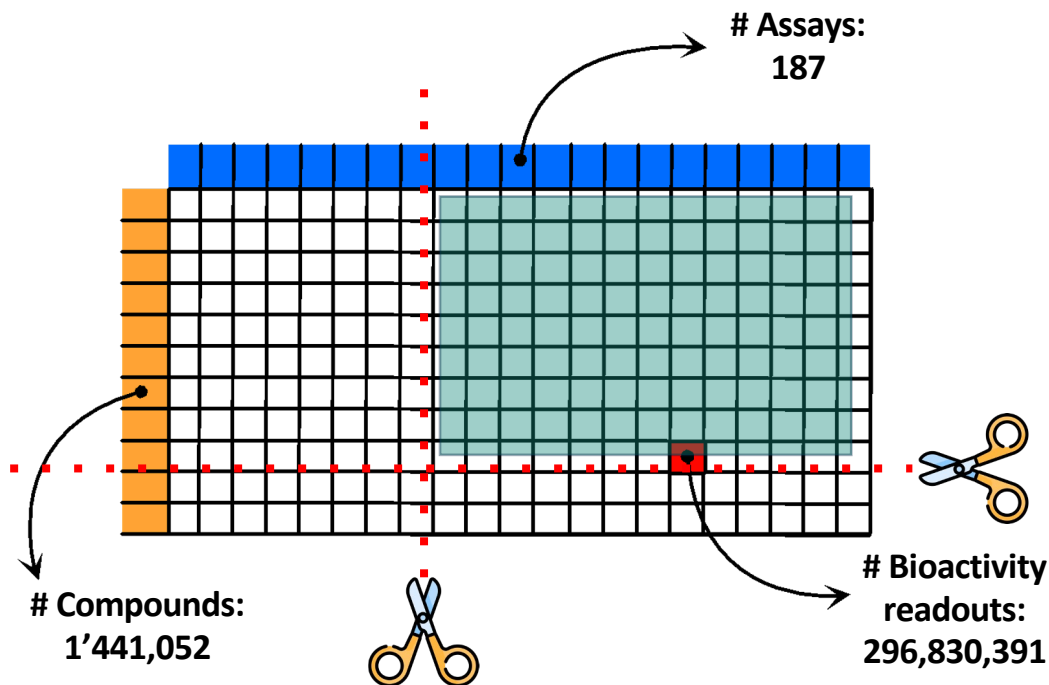 # Assays:
187
# Compounds:
1’441,052
# Bioactivity
readouts:
296,830,391